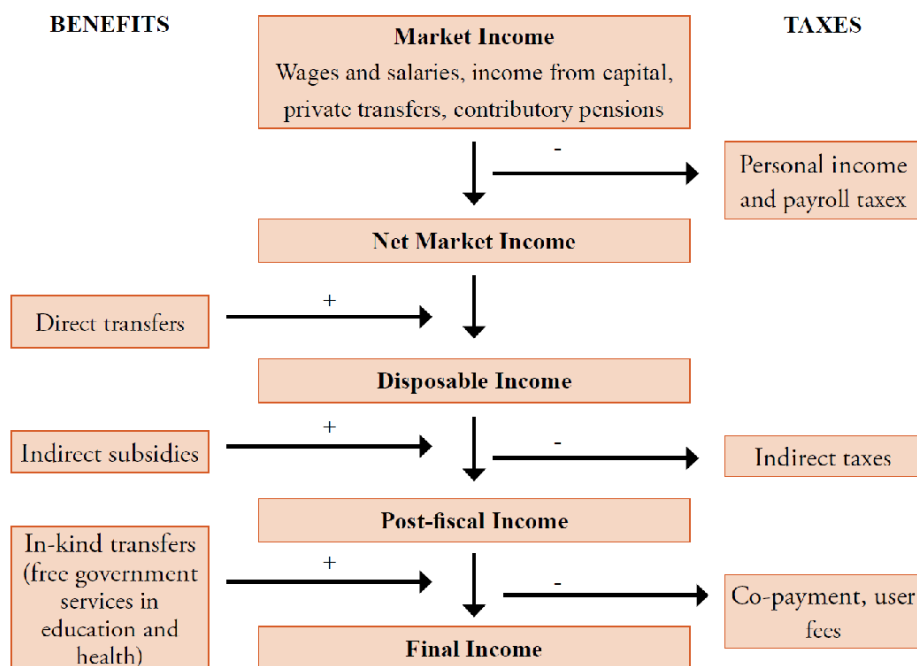 BENEFITS
TAXES
Market Income
Wages and salaries, income from capital,
private transfers, contributory pensions
-
Personal income
and payroll taxex
Net Market Income
+
Direct transfers
Disposable Income
+
-
Indirect subsidies
Indirect taxes
Post-fiscal Income
In-kind transfers
(free government
services in
education and
health)
+
-
Co-payment, user
fees
Final Income